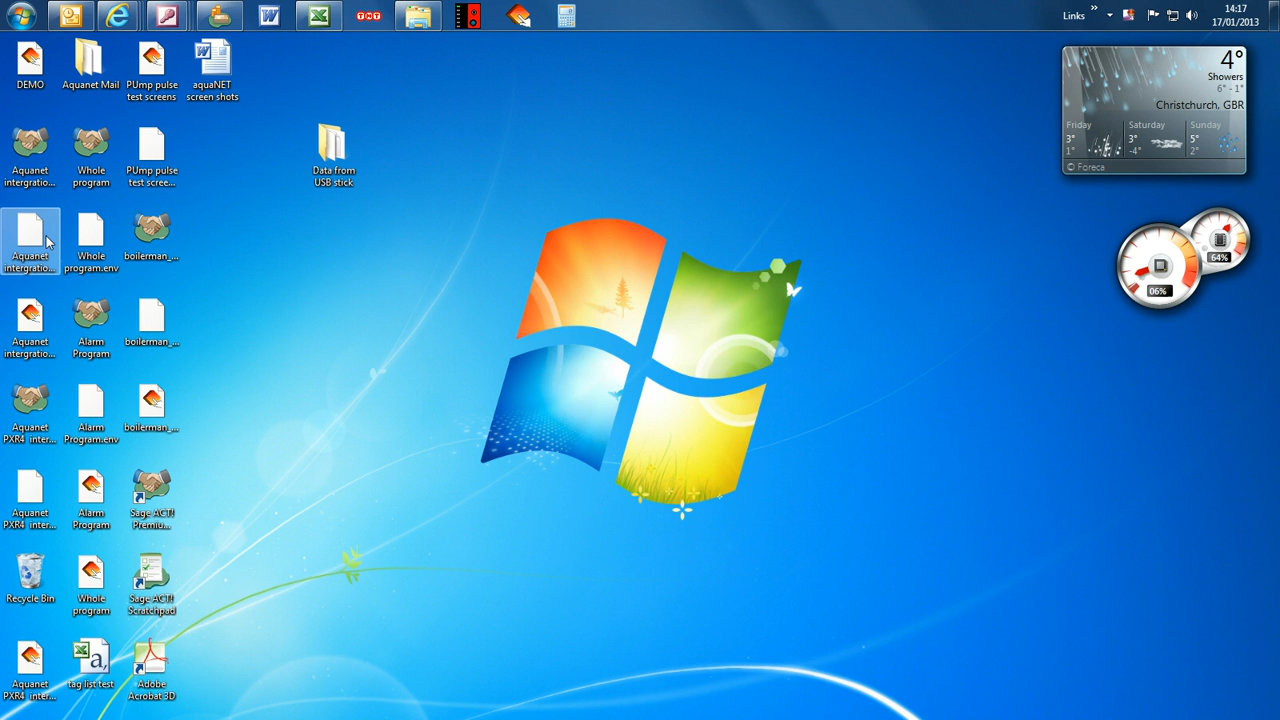 TNT
Links
»
14:17
17/01/2013
DEMO
Aquanet Mail
PUmp pulse
test screens
aquaNET
screen shots
Aquanet
intergratio...
Whole
program
PUmp pulse
test scree...
Data from
USB stick
Aquanet
intergratio...
Whole
program.env
boilerman_...
Aquanet
intergratio...
Alarm
Program
boilerman_...
Aquanet
PXR4 inter...
Alarm
Program.env
boilerman_...
Aquanet
PXR4 inter...
Alarm
Program
Sage ACT!
Premiu...
Recycle Bin
Whole
program
Sage ACT!
Scratchpad
Aquanet
PXR4 inter...
tag list test
Adobe
Acrobat 3D
4°
Showers
6° - 1°
Christchurch, GBR
Friday
3°
1°
Saturday
3°
-4°
Sunday
5°
2°
© Foreca
64%
06%